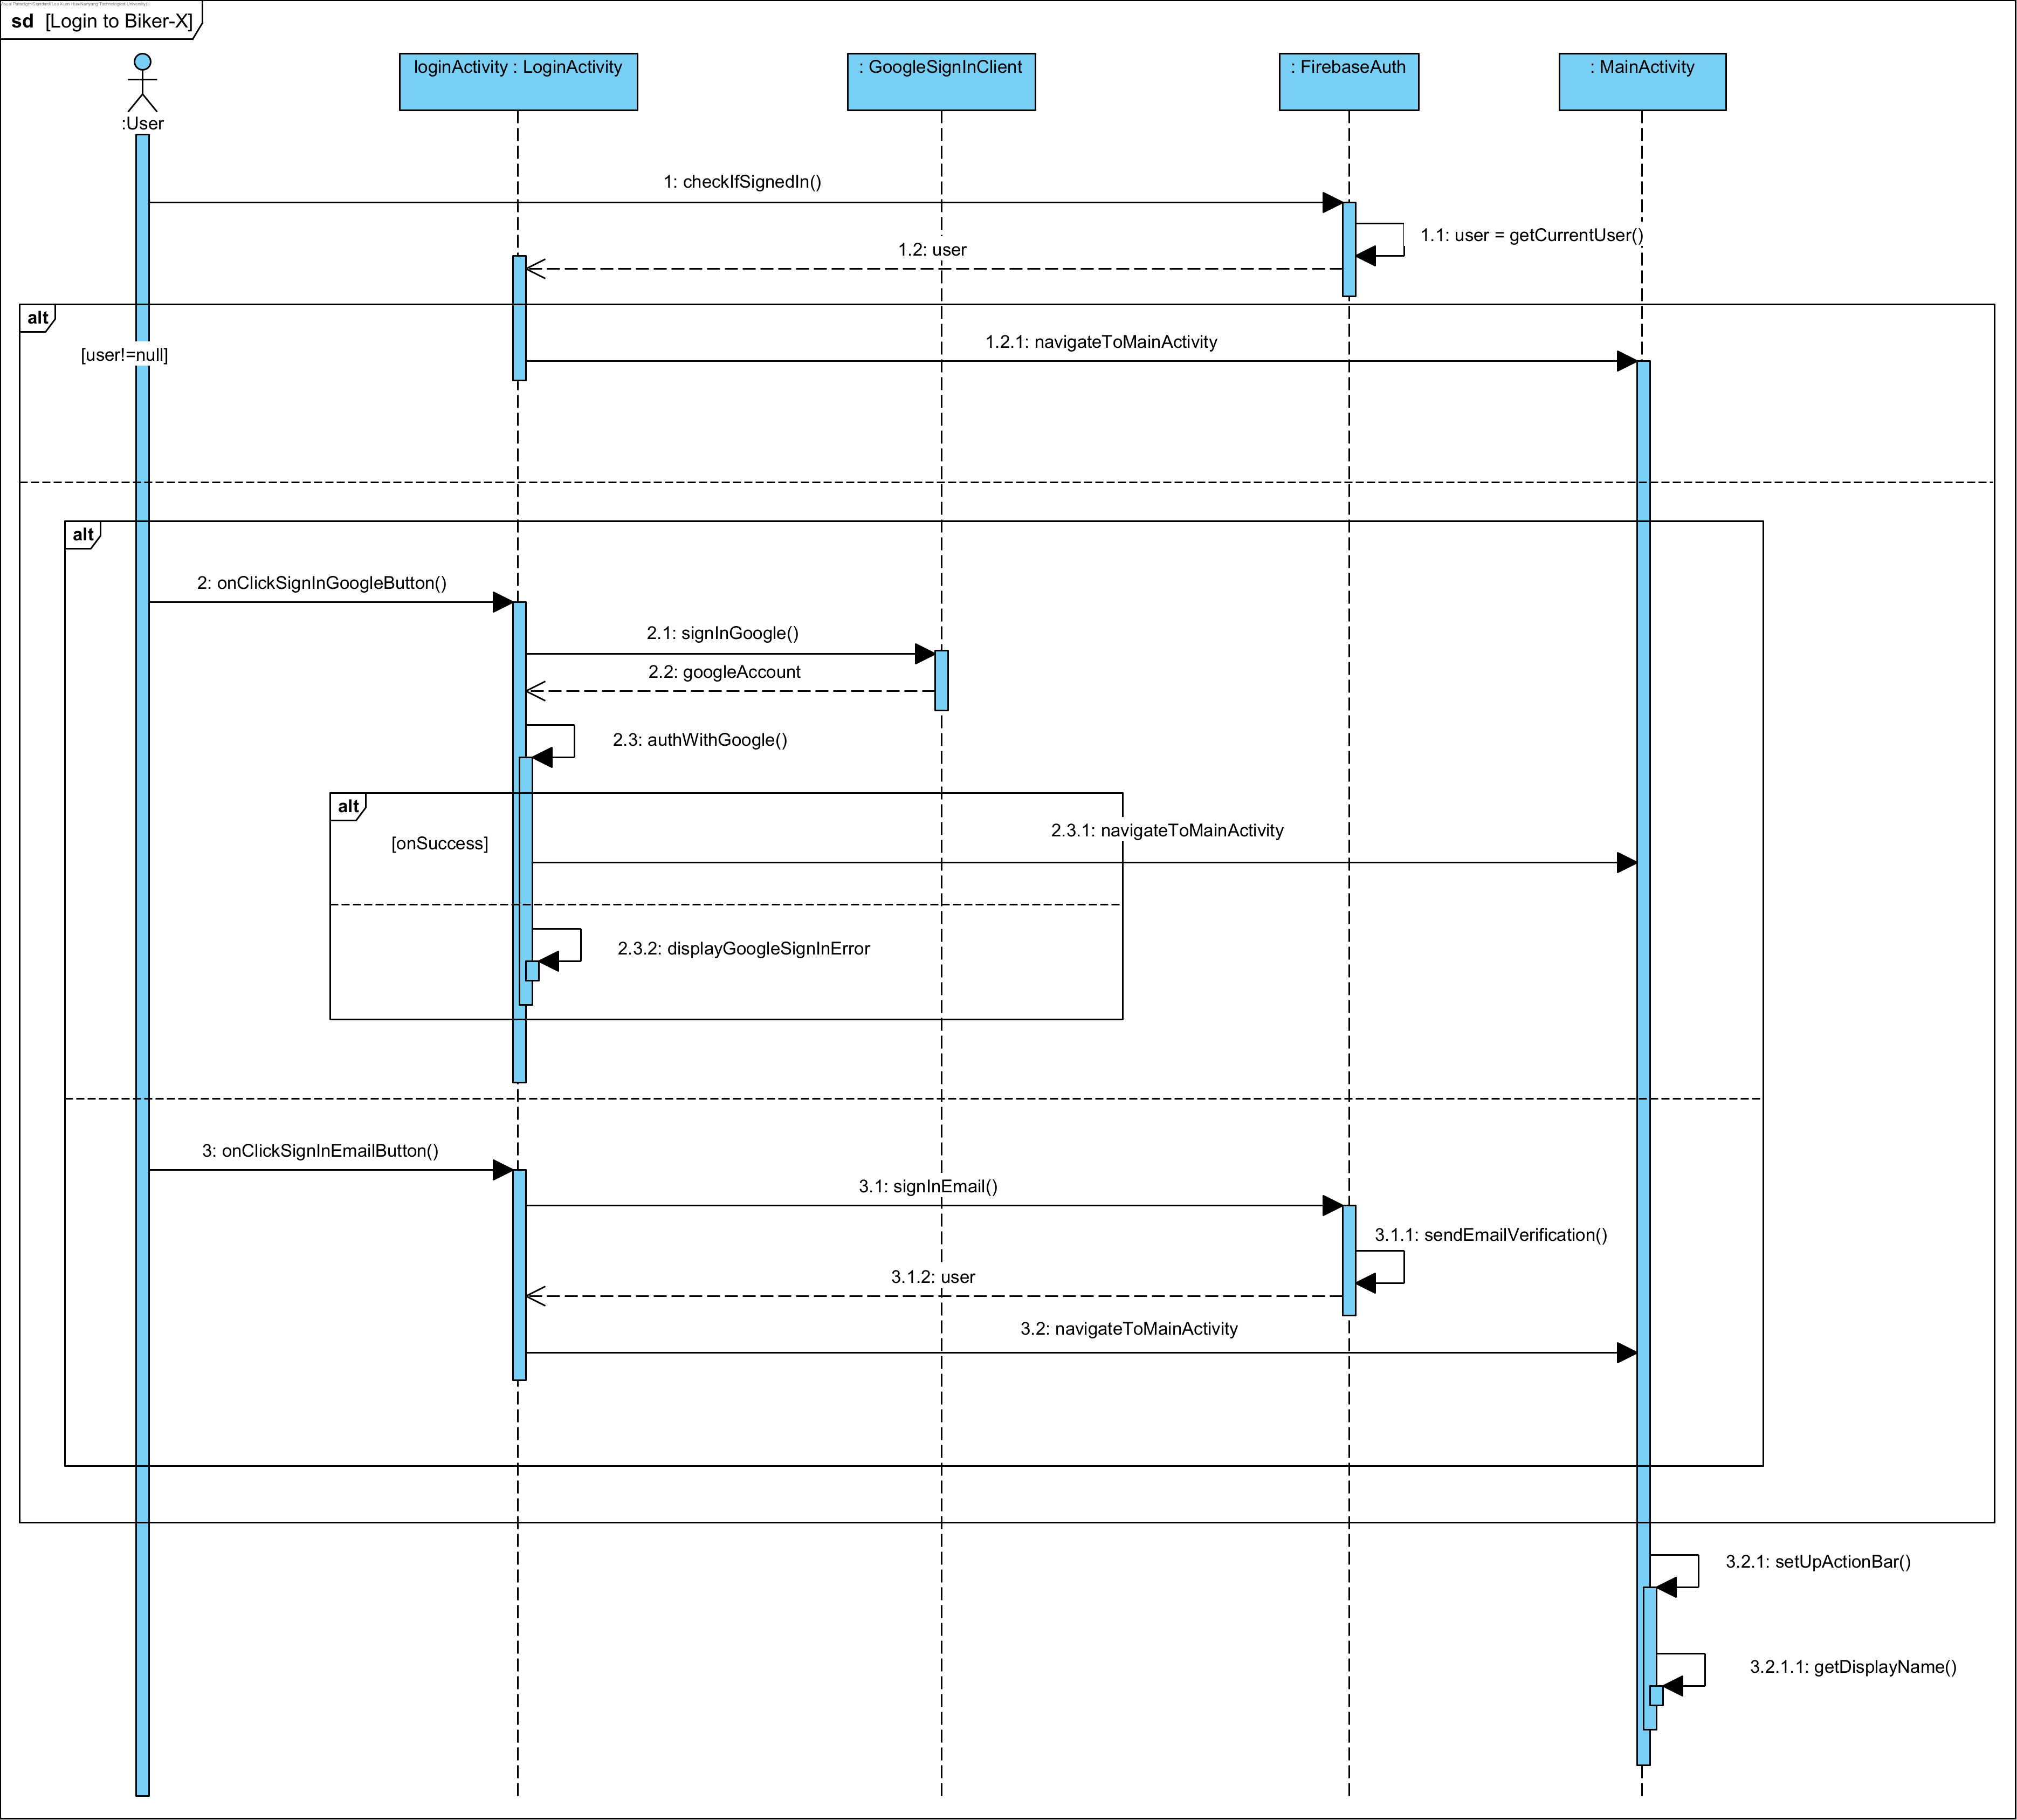 sd [Login to Biker-X]
:User
loginActivity : LoginActivity
: GoogleSignInClient
: FirebaseAuth
: MainActivity
1: checkIfSignedIn()
1.1: user = getCurrentUser()
1.2: user
alt
[user!=null]
1.2.1: navigateToMainActivity
alt
2: onClickSignInGoogleButton()
2.1: signInGoogle()
2.2: googleAccount
2.3: authWithGoogle()
alt
[onSuccess]
2.3.1: navigateToMainActivity
2.3.2: displayGoogleSignInError
3: onClickSignInEmailButton()
3.1: signInEmail()
3.1.1: sendEmailVerification()
3.1.2: user
3.2: navigateToMainActivity
3.2.1: setUpActionBar()
3.2.1.1: getDisplayName()